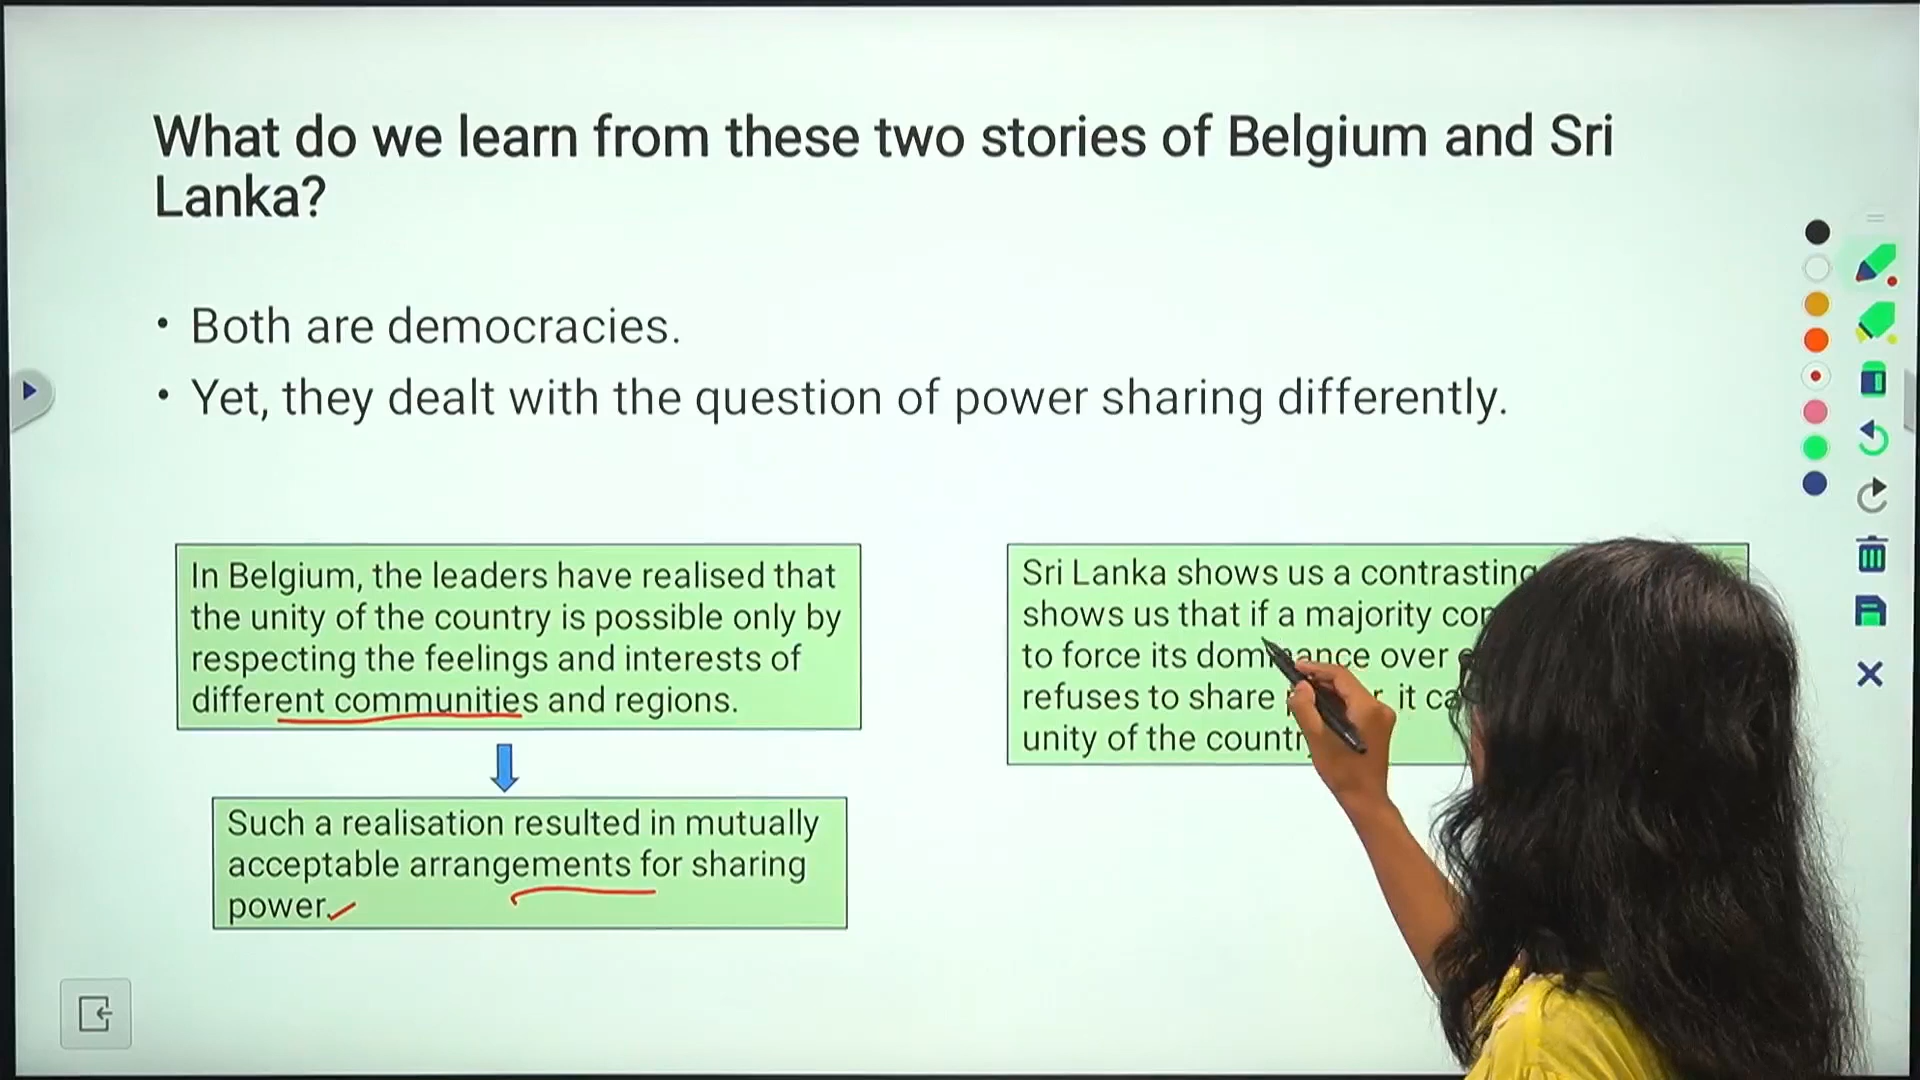 What do we learn from these two stories of Belgium and Sri
Lanka?
• Both are democracies.
• Yet, they dealt with the question of power sharing differently.
In Belgium, the leaders have realised that
the unity of the country is possible only by
respecting the feelings and interests of
different communities and regions.
Such a realisation resulted in mutually
acceptable arrangements for sharing
power.
Sri Lanka shows us a contrasting
shows us that if a majority
to force its dominance over
refuses to share it
unity of the country